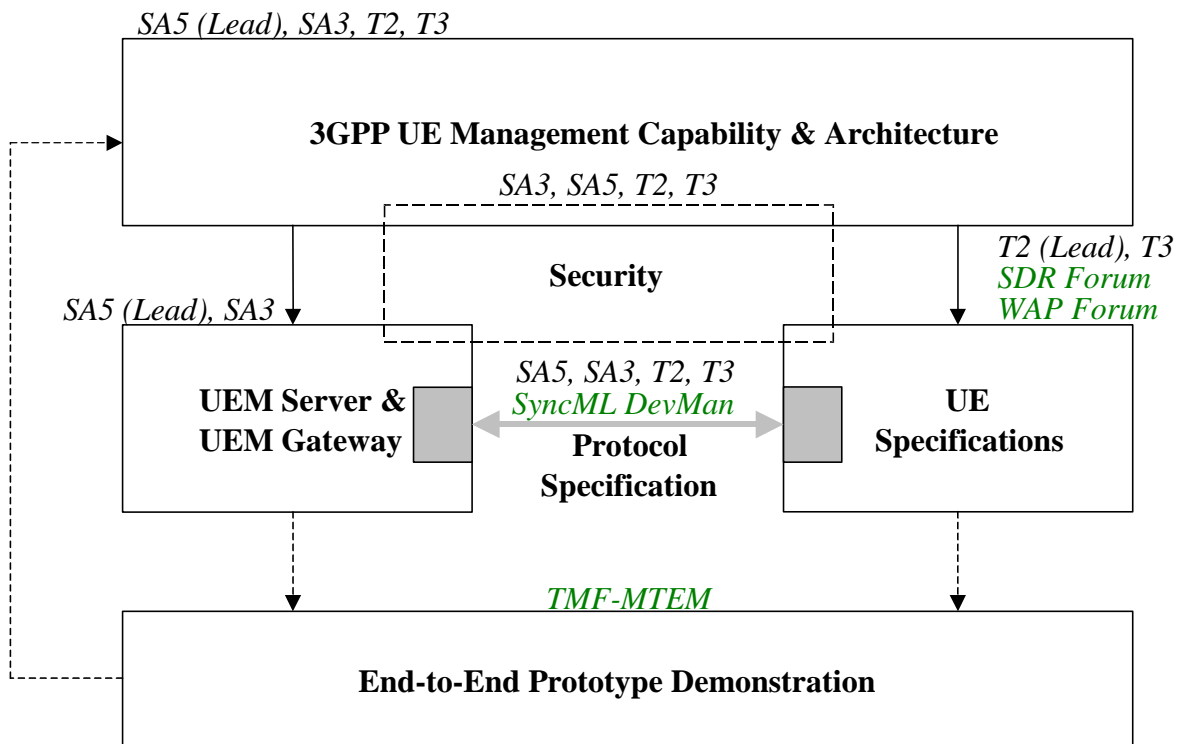 SA5 (Lead), SA3, T2, T3
3GPP UE Management Capability & Architecture
SA3, SA5, T2, T3
Security
T2 (Lead), T3
SDR Forum
WAP Forum
SA5 (Lead), SA3
UEM Server &
UEM Gateway
SA5, SA3, T2, T3
SyncML DevMan
Protocol
Specification
UE
Specifications
TMF-MTEM
End-to-End Prototype Demonstration